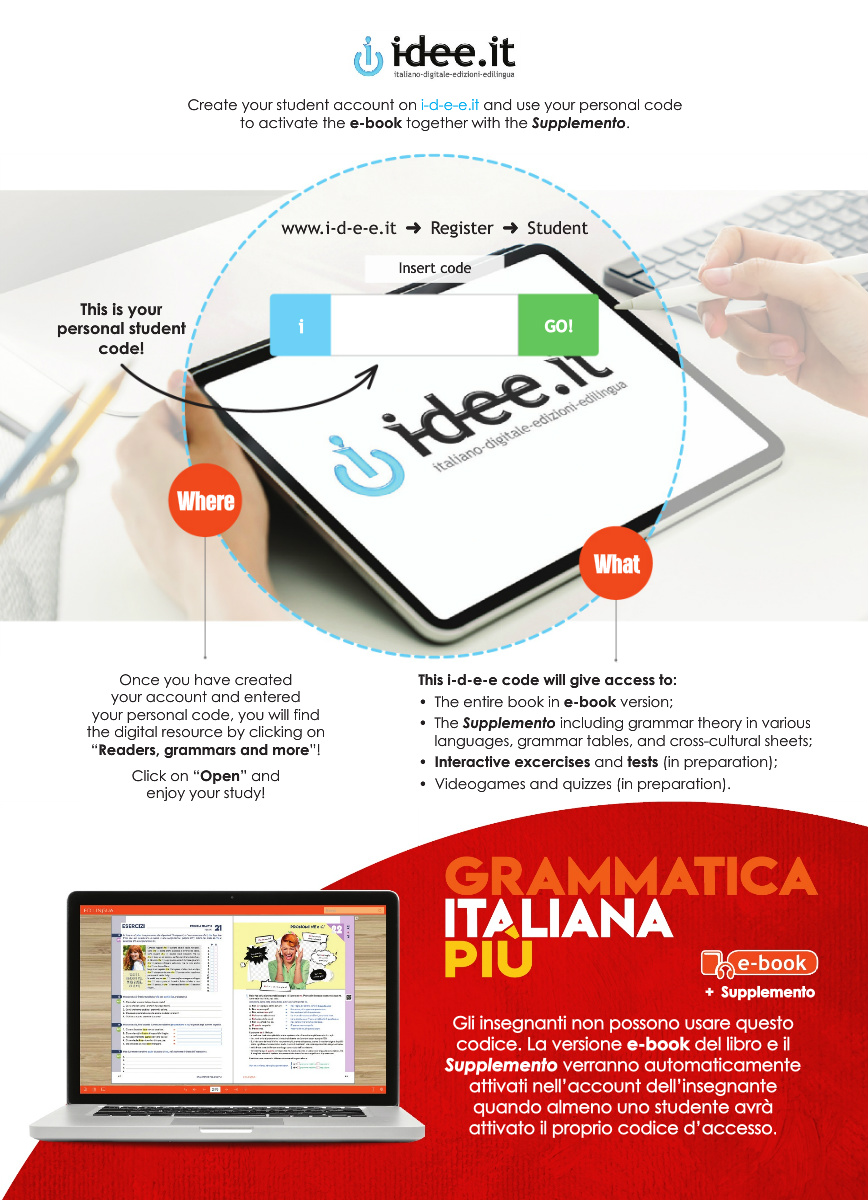 i-d-e-e.it
italiano-digitale-edizioni-edilingua
Create your student account on i-d-e-e.it and use your personal code
to activate the e-book together with the Supplemento.
www.i-d-e-e.it ➜ Register ➜ Student
Insert code
This is your
personal student
code!
i
GO!
i-d-e-e.it
italiano-digitale-edizioni-edilingua
Where
What
Once you have created
your account and entered
your personal code, you will find
the digital resource by clicking on
“Readers, grammars and more”!
Click on “Open” and
enjoy your study!
This i-d-e-e code will give access to:
• The entire book in e-book version;
• The Supplemento including grammar theory in various
languages, grammar tables, and cross-cultural sheets;
• Interactive excercises and tests (in preparation);
• Videogames and quizzes (in preparation).
GRAMMATICA
ITALIANA
PIÙ
e-book
+ Supplemento
Gli insegnanti non possono usare questo
codice. La versione e-book del libro e il
Supplemento verranno automaticamente
attivati nell’account dell’insegnante
quando almeno uno studente avrà
attivato il proprio codice d’accesso.
EDILINGUA
ESERCIZI
21